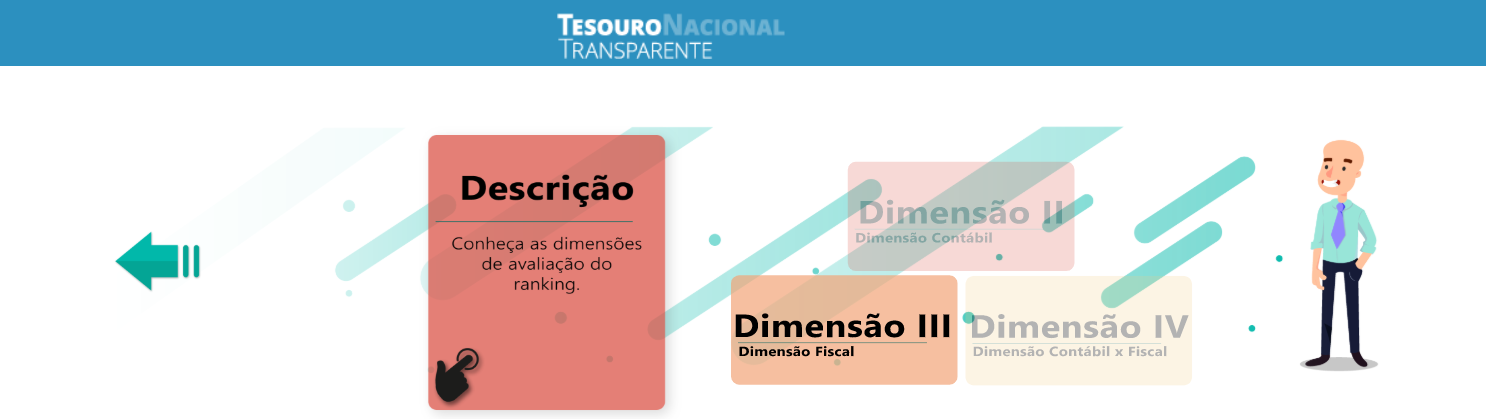 TESOURO NACIONAL
TRANSPARENTE
Descrição
Conheça as dimensões
de avaliação do
ranking.
Dimensão II
Dimensão Contábil
Dimensão III
Dimensão Fiscal
Dimensão IV
Dimensão Contábil x Fiscal